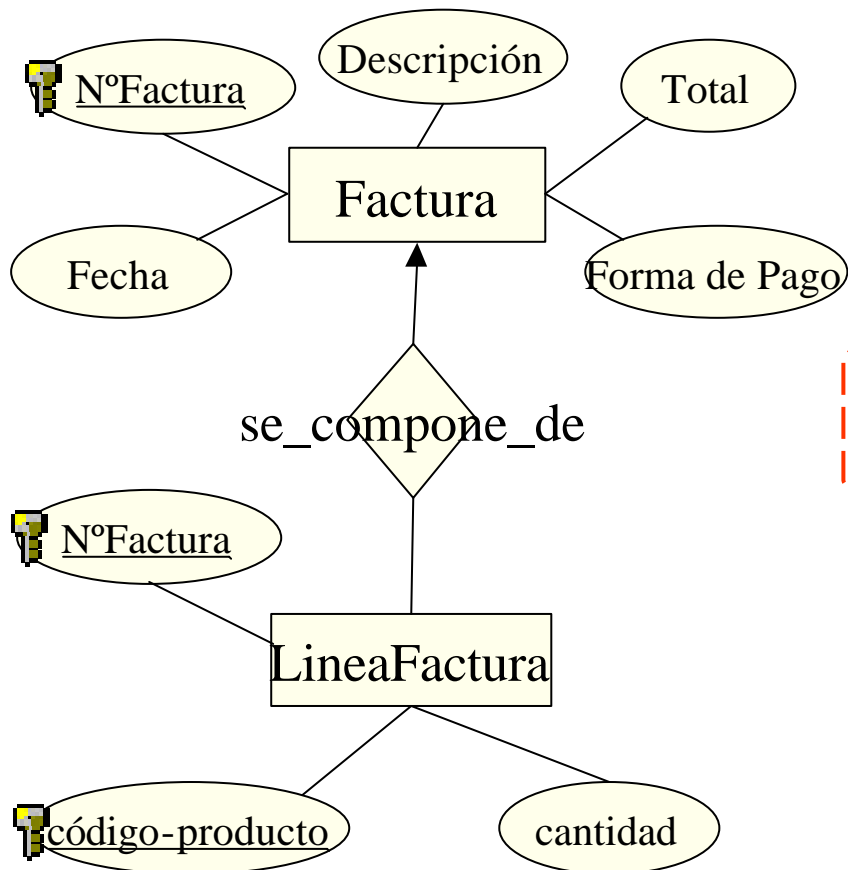 Descripción
NºFactura
Total
Factura
Fecha
Forma de Pago
se_compone_de
NºFactura
LineaFactura
código-producto
cantidad